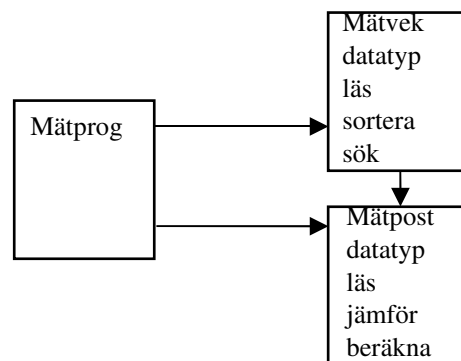 Mätprog
Mätvek
datatyp
läs
sortera
sök
Mätpost
datatyp
läs
jämför
beräkna